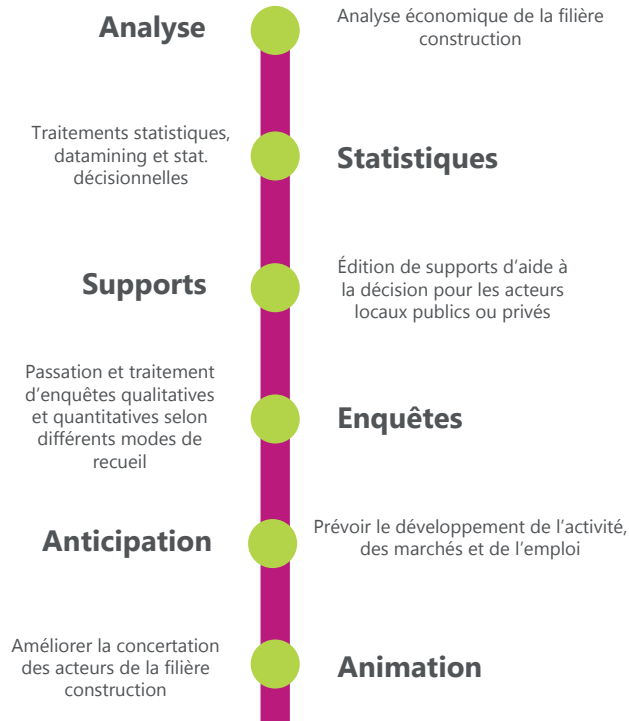 Analyse
Analyse économique de la filière
construction
Traitements statistiques,
datamining et stat.
décisionnelles
Statistiques
Supports
Édition de supports d'aide à
la décision pour les acteurs
locaux publics ou privés
Passation et traitement
d'enquêtes qualitatives
et quantitatives selon
différents modes de
recueil
Enquêtes
Anticipation
Prévoir le développement de l'activité,
des marchés et de l'emploi
Améliorer la concertation
des acteurs de la filière
construction
Animation